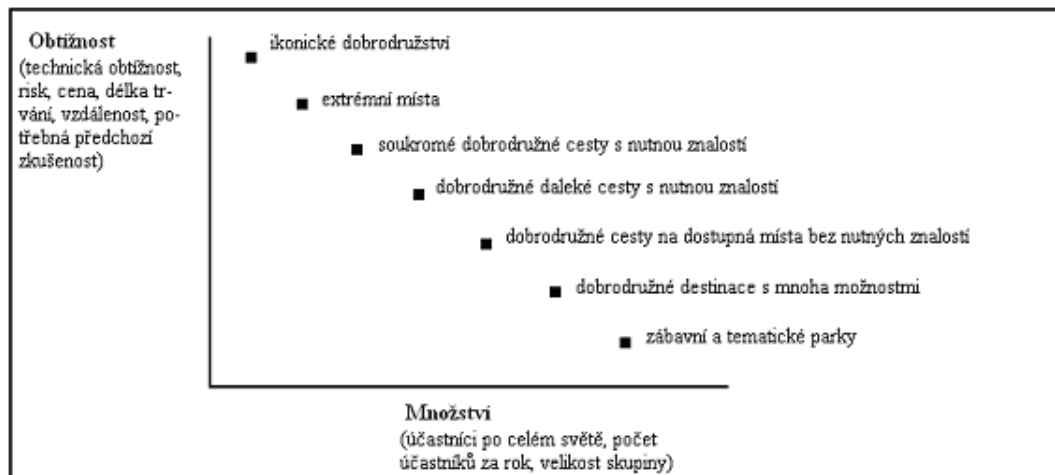 Obtížnost
(technická obtížnost,
risk, cena, délka tr-
vání, vzdálenost, po-
třebná předchozí
zkušenost)
ikonické dobrodružství
extrémní místa
soukromé dobrodružné cesty s nutnou znalostí
dobrodružné daleké cesty s nutnou znalostí
dobrodružné cesty na dostupná místa bez nutných znalostí
dobrodružné destinace s mnoha možnostmi
zábavní a tematické parky
Množství
(účastníci po celém světě, počet
účastníků za rok, velikost skupiny)